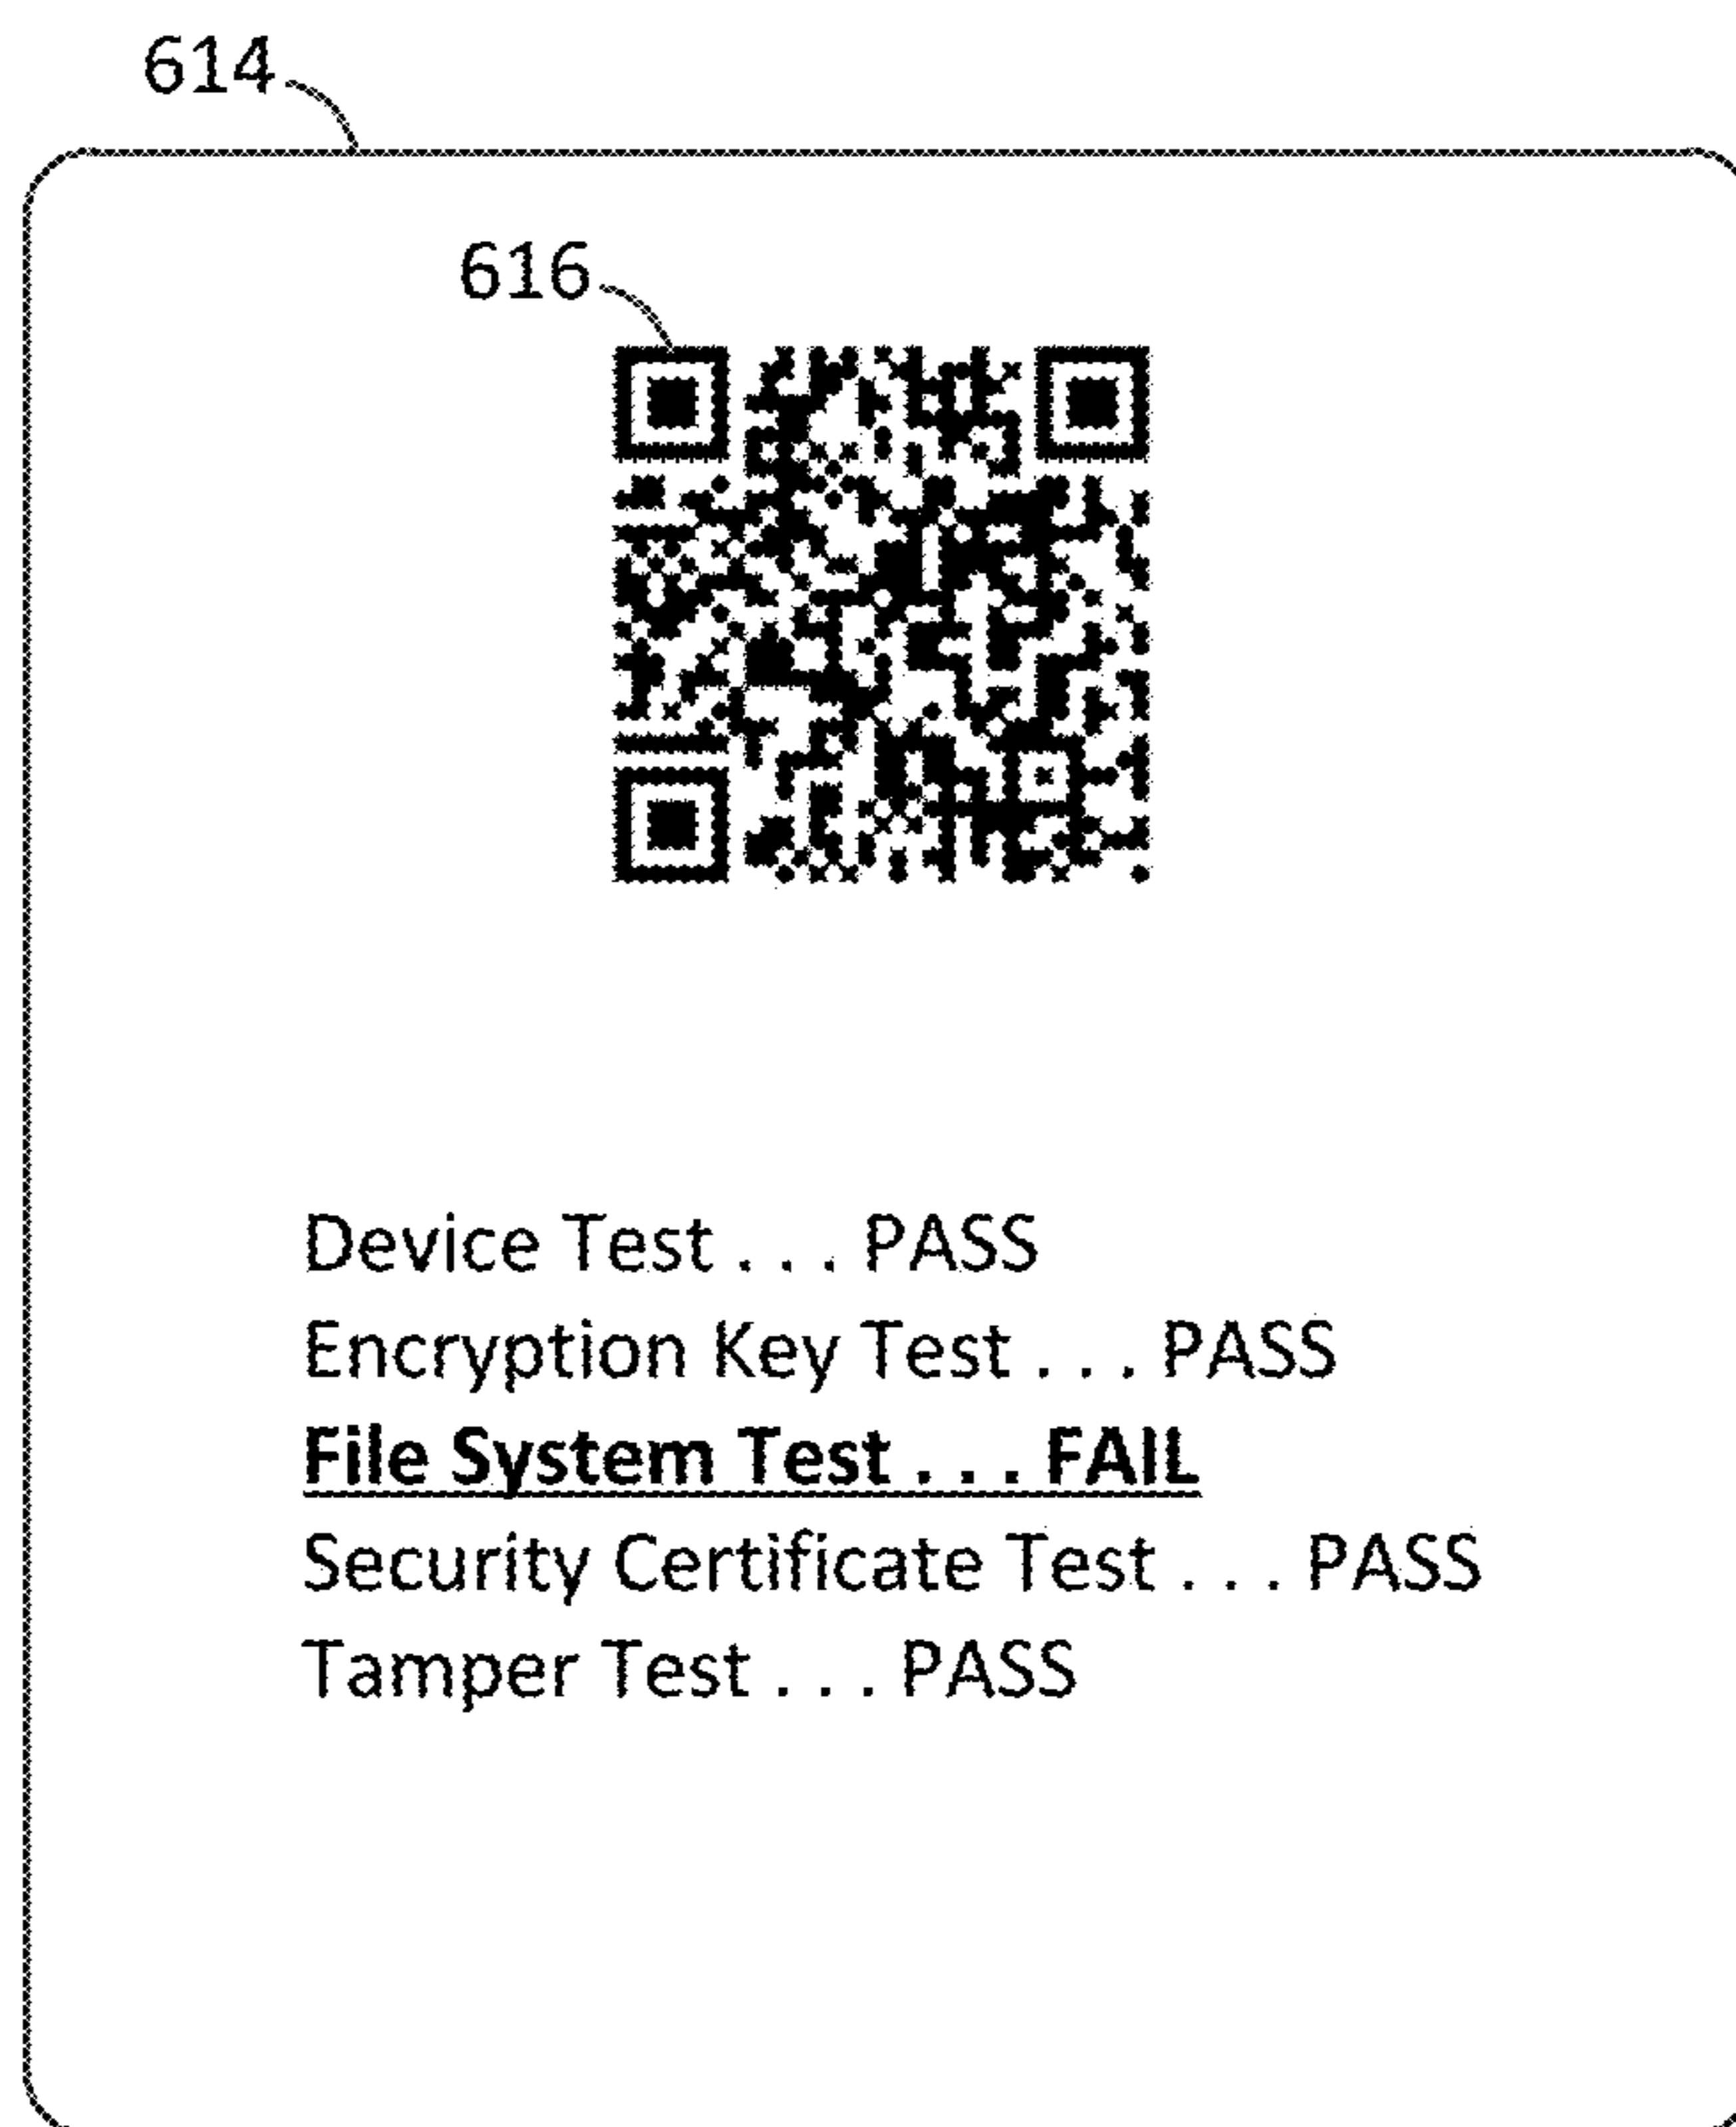 614
616
Device Test . . . PASS
Encryption Key Test . . . PASS
File System Test . . . FAIL
Security Certificate Test . . . PASS
Tamper Test . . . PASS